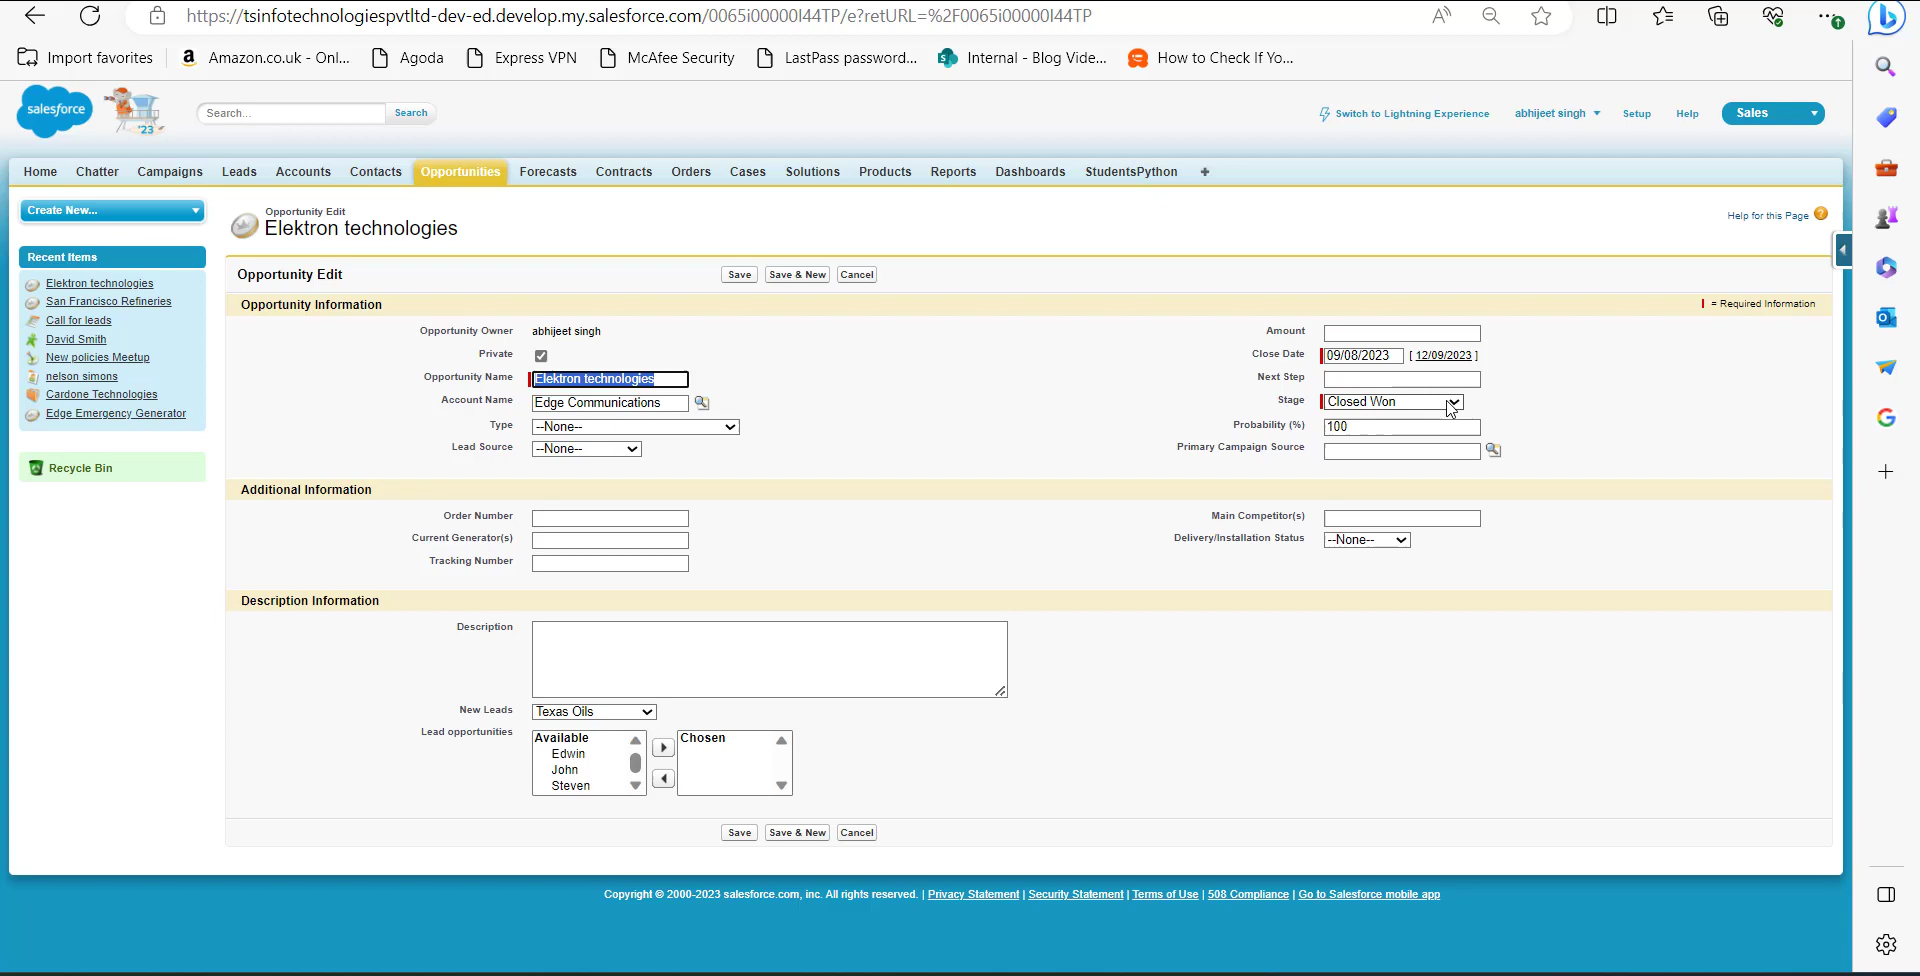 https://tsinfotechnologiespvtltd-dev-ed.develop.my.salesforce.com/0065i00000I44TP/e?retURL=%2F0065i00000I44TP
Import favorites
Amazon.co.uk - Onl...
Agoda
Express VPN
McAfee Security
LastPass password...
Internal - Blog Vide...
How to Check If Yo...
salesforce
'23
Search...
Search
Switch to Lightning Experience
abhijeet singh
Setup
Help
Sales
Home Chatter Campaigns Leads Accounts Contacts Opportunities Forecasts Contracts Orders Cases Solutions Products Reports Dashboards StudentsPython +
Create New...
Recent Items
Elektron technologies
San Francisco Refineries
Call for leads
David Smith
New policies Meetup
nelson simons
Cardone Technologies
Edge Emergency Generator
Recycle Bin
Opportunity Edit
Elektron technologies
Help for this Page
Opportunity Edit
Save
Save & New
Cancel
Opportunity Information
= Required Information
Opportunity Owner abhijeet singh
Private
Opportunity Name Elektron technologies
Account Name Edge Communications
Type --None--
Lead Source --None--
Amount
Close Date 09/08/2023 [ 12/09/2023 ]
Next Step
Stage Closed Won
Probability (%) 100
Primary Campaign Source
Additional Information
Order Number
Current Generator(s)
Tracking Number
Main Competitor(s)
Delivery/Installation Status --None--
Description Information
Description
New Leads Texas Oils
Lead opportunities
Available
Edwin
John
Steven
Chosen
Save
Save & New
Cancel
Copyright © 2000-2023 salesforce.com, inc. All rights reserved. | Privacy Statement | Security Statement | Terms of Use | 508 Compliance | Go to Salesforce mobile app